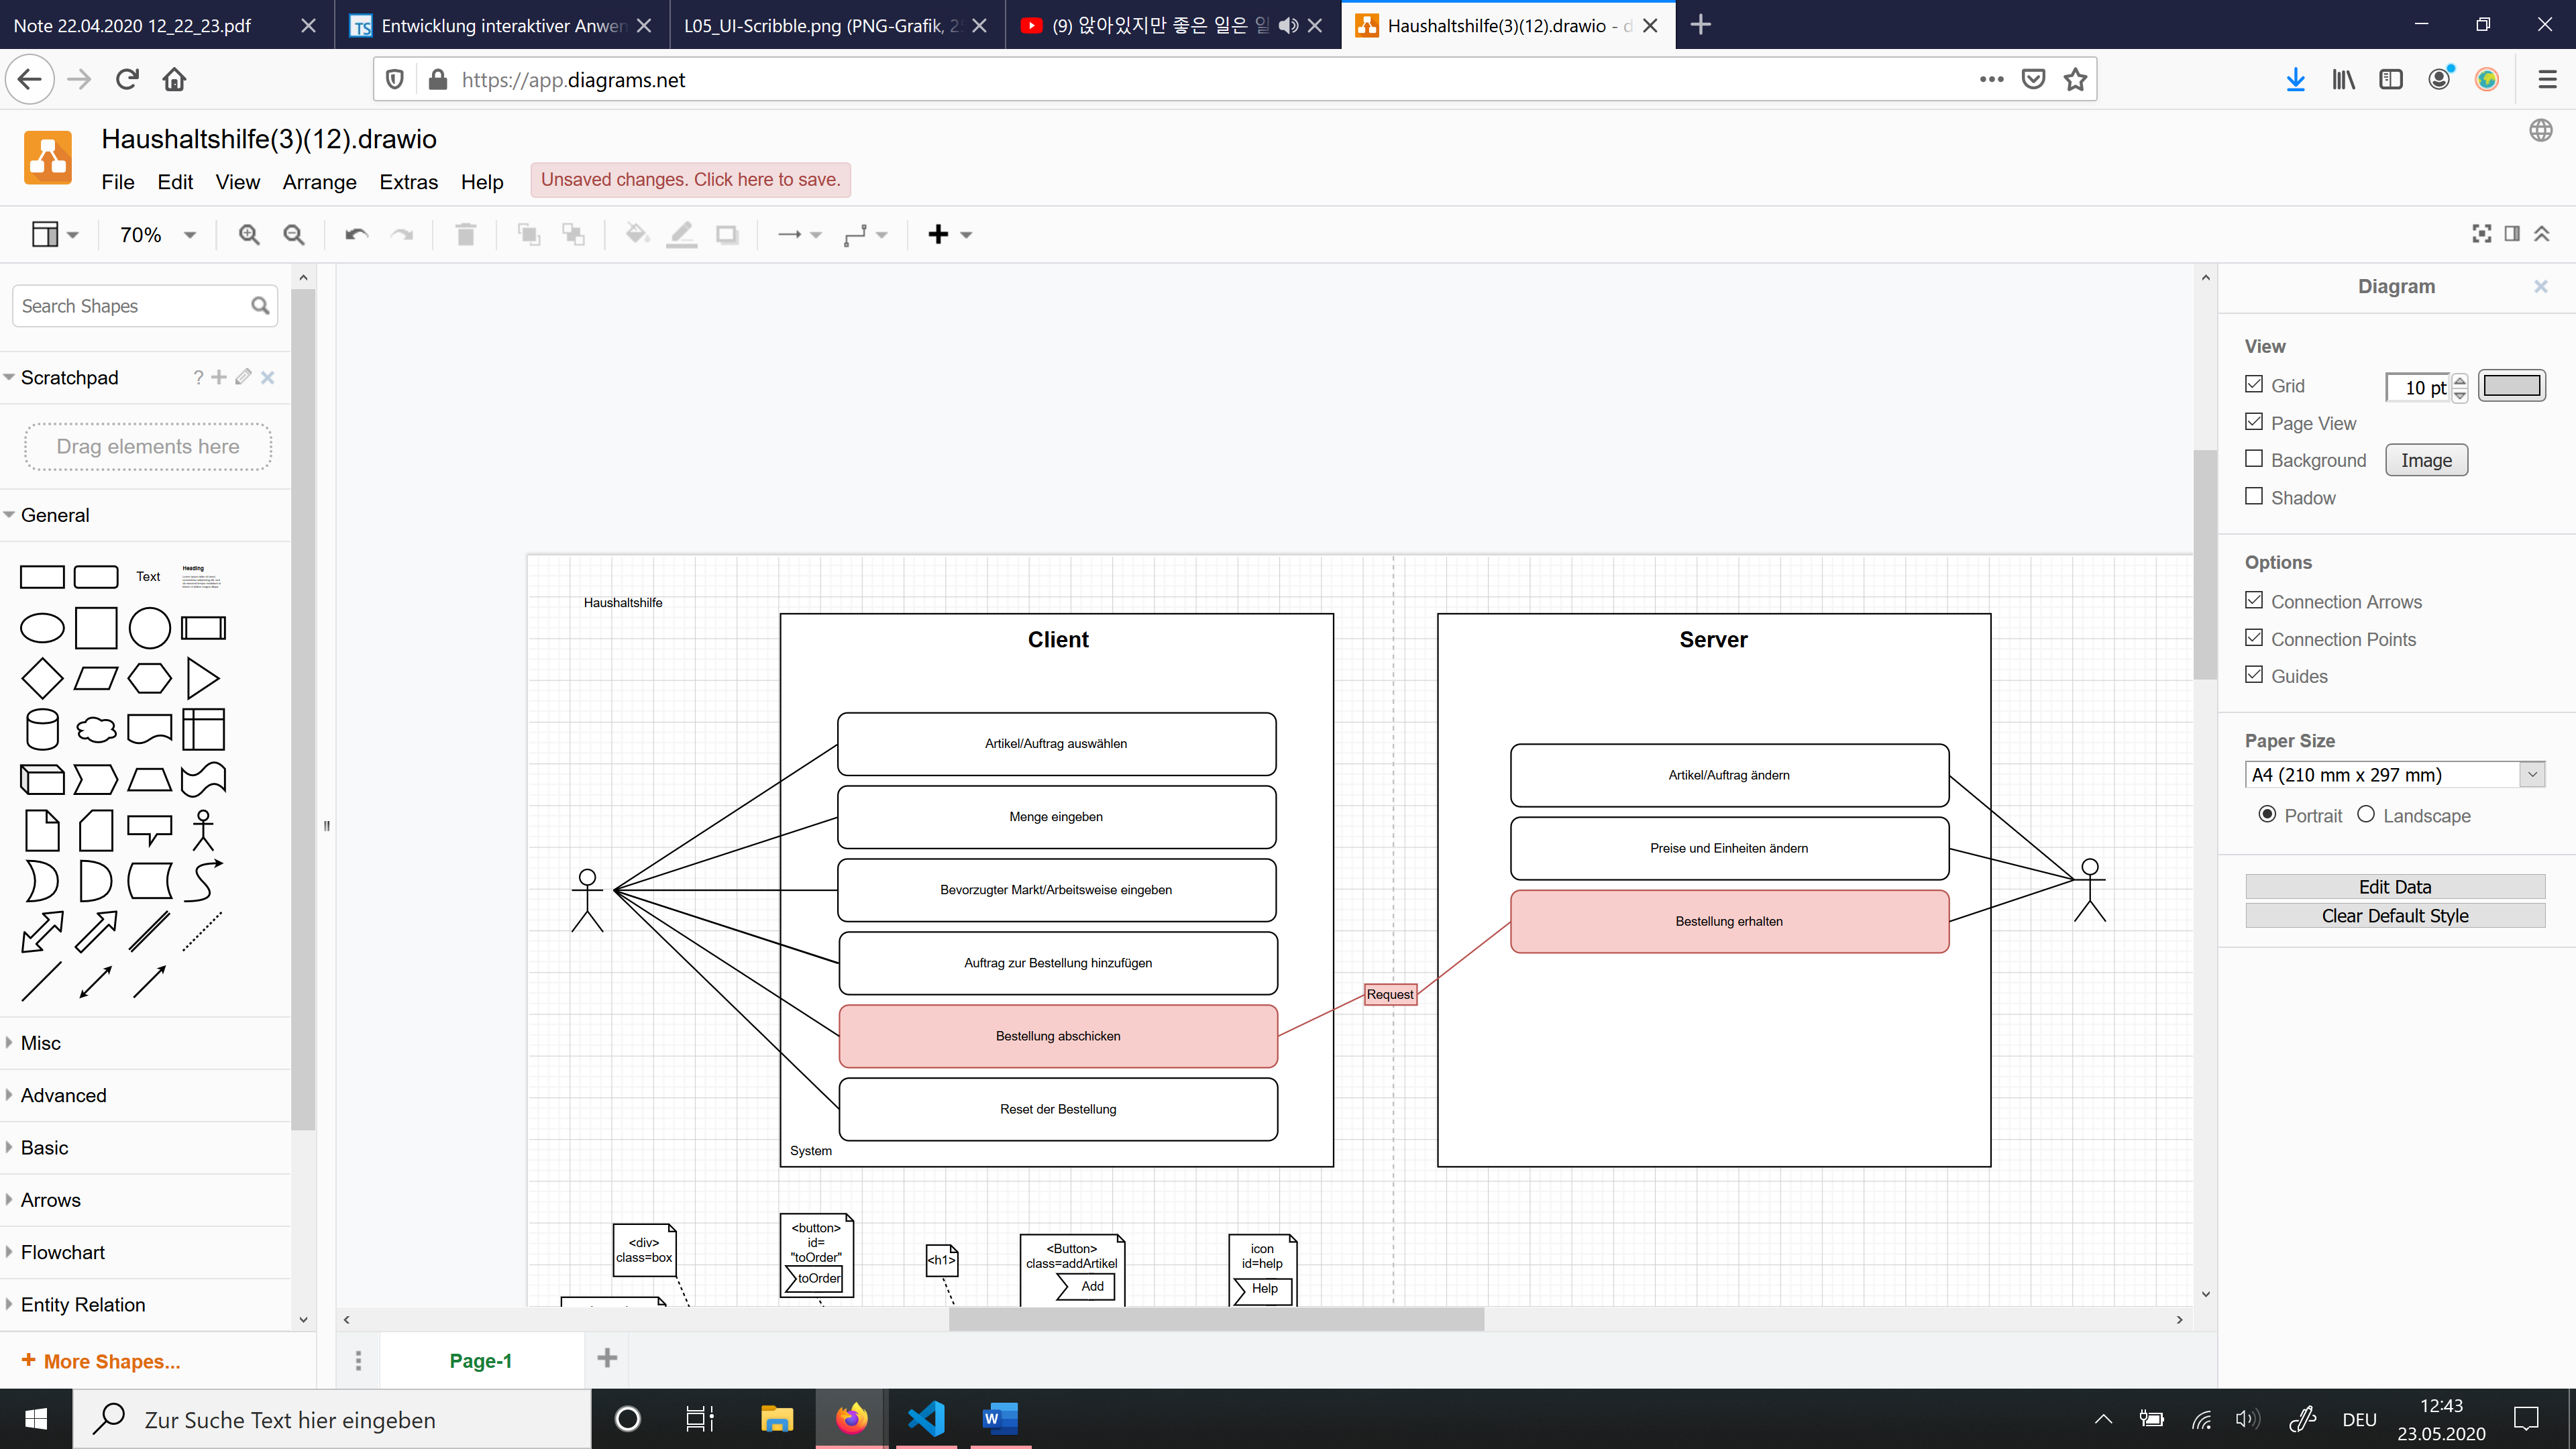 Note 22.04.2020 12_22_23.pdf
TS Entwicklung interaktiver Anwen
L05_UI-Scribble.png (PNG-Grafik, 2
(9) 앉아있지만 좋은 일은
Haushaltshilfe(3)(12).drawio - d
https://app.diagrams.net
Haushaltshilfe(3)(12).drawio
File Edit View Arrange Extras Help
Unsaved changes. Click here to save.
70%
Search Shapes
Scratchpad ?
Drag elements here
General
Text
Heading
Misc
Advanced
Basic
Arrows
Flowchart
Entity Relation
+ More Shapes...
Haushaltshilfe
Client
Artikel/Auftrag auswählen
Menge eingeben
Bevorzugter Markt/Arbeitsweise eingeben
Auftrag zur Bestellung hinzufügen
Bestellung abschicken
Reset der Bestellung
System
Request
Server
Artikel/Auftrag ändern
Preise und Einheiten ändern
Bestellung erhalten
<div>
class=box
<button>
id=
"toOrder"
toOrder
<h1>
<Button>
class=addArtikel
Add
icon
id=help
Help
Page-1
Diagram
View
Grid 10 pt
Page View
Background Image
Shadow
Options
Connection Arrows
Connection Points
Guides
Paper Size
A4 (210 mm x 297 mm)
Portrait Landscape
Edit Data
Clear Default Style
Zur Suche Text hier eingeben
W
DEU
12:43
23.05.2020